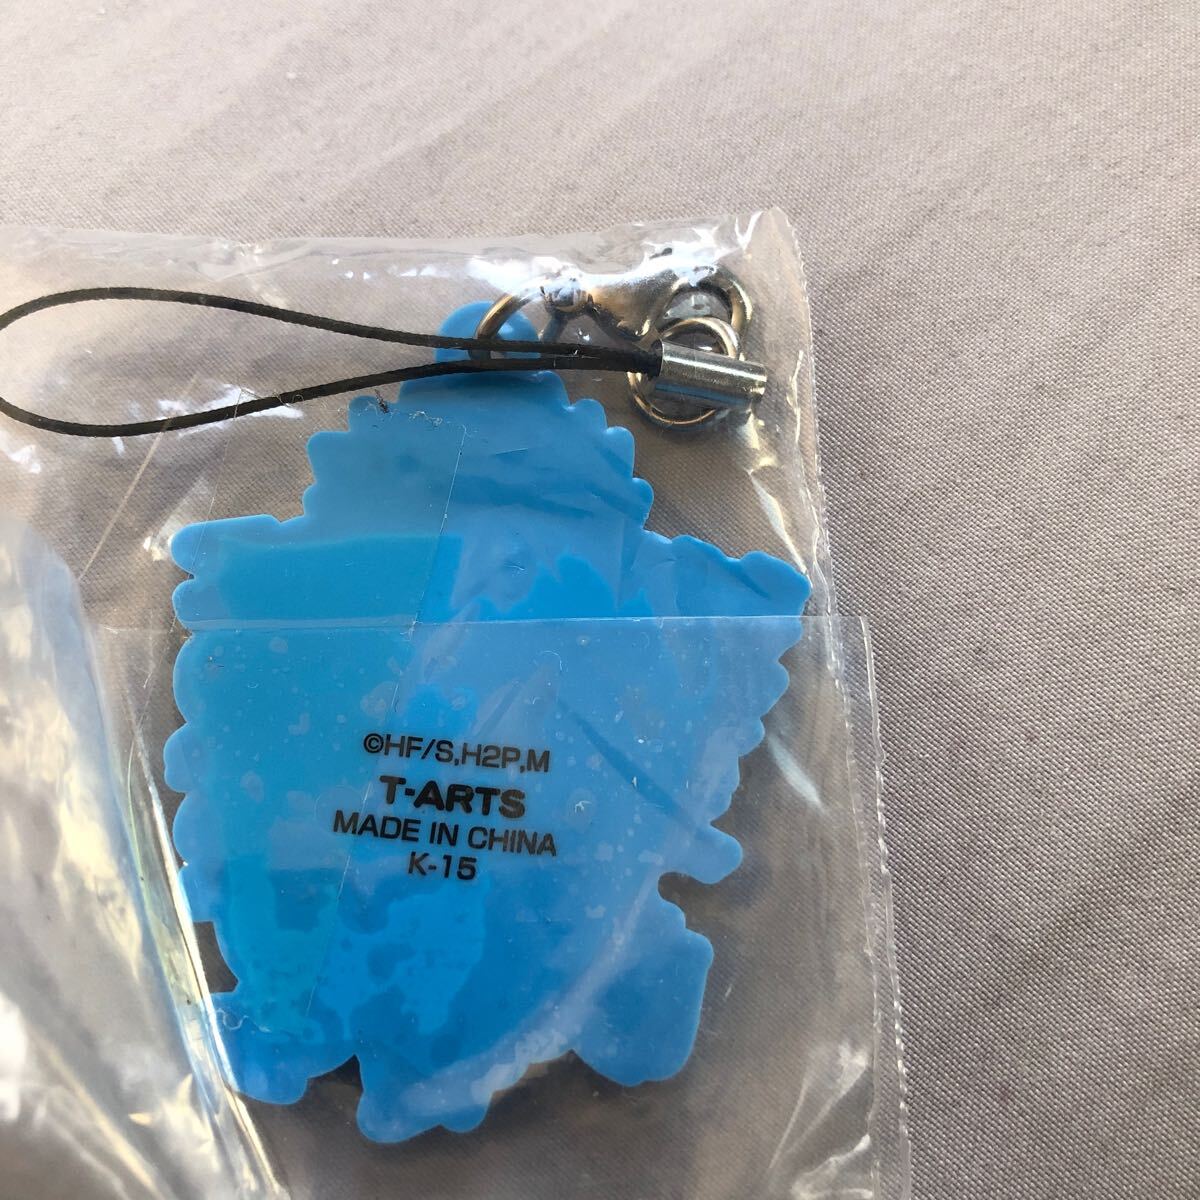 ©HF/S,H2P,M
T-ARTS
MADE IN CHINA
K-15